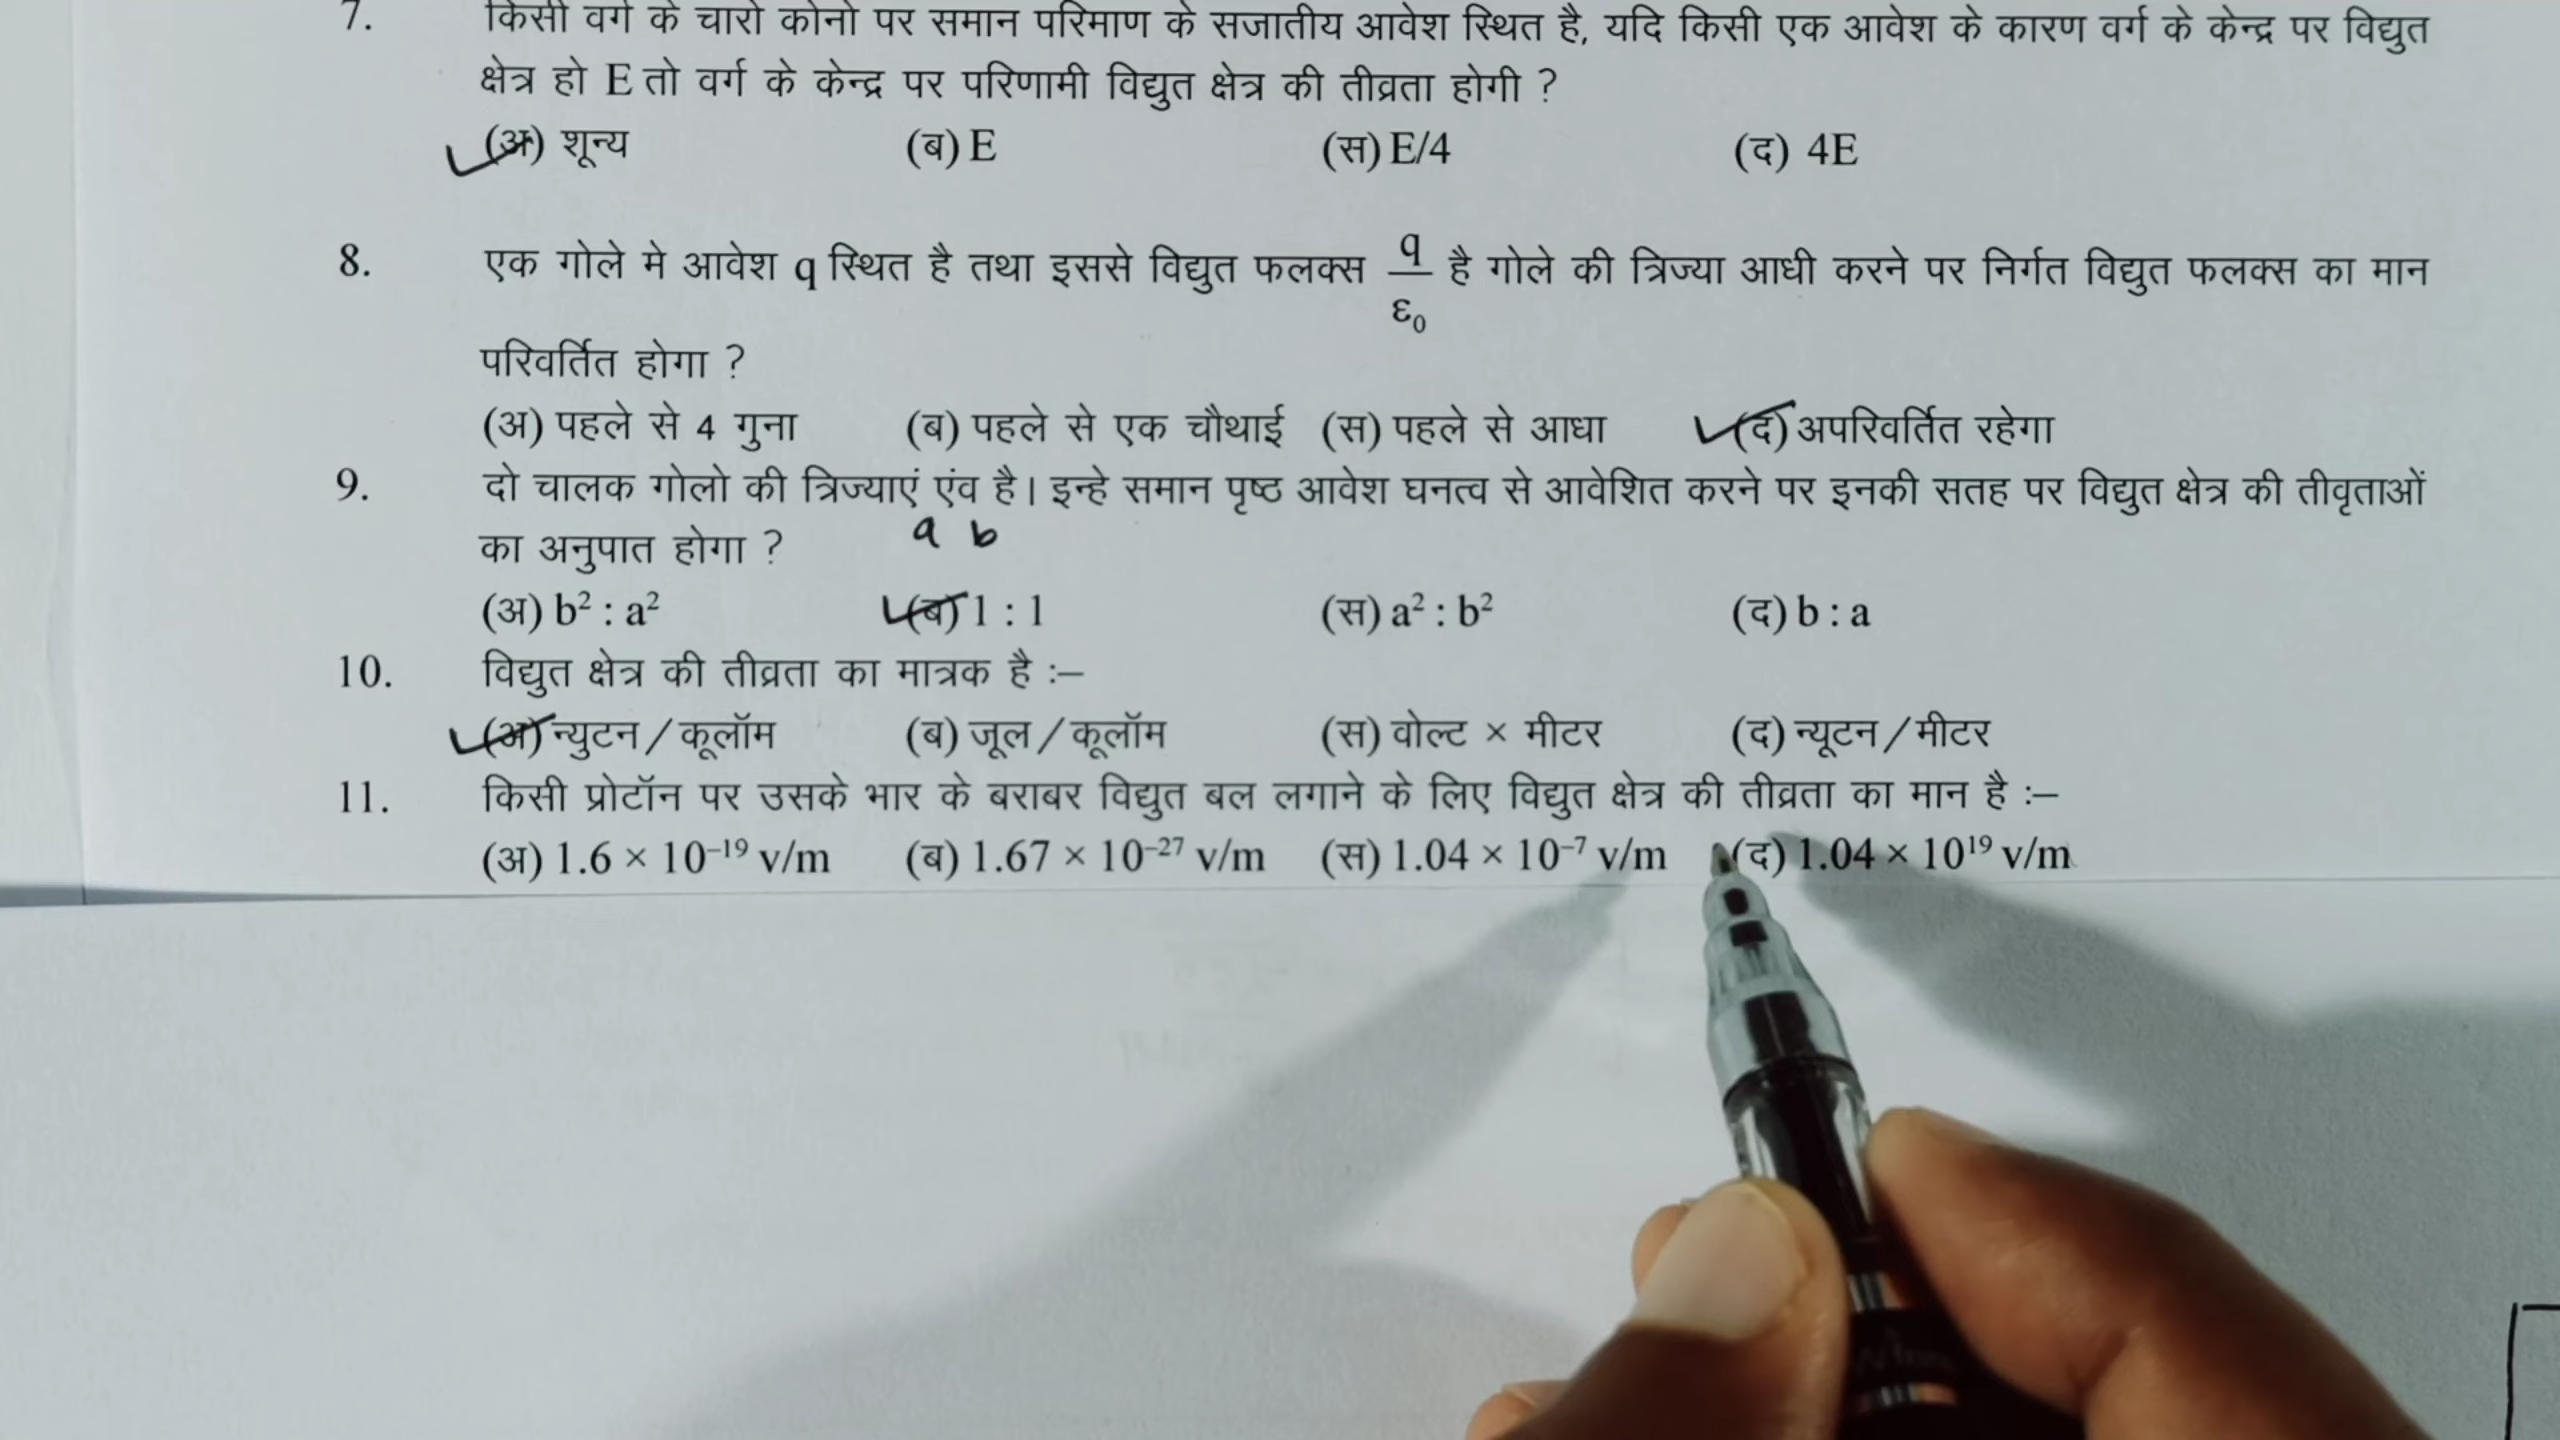 7. किसी वर्ग के चारो कोनो पर समान परिमाण के सजातीय आवेश स्थित है, यदि किसी एक आवेश के कारण वर्ग के केन्द्र पर विद्युत
क्षेत्र हो E तो वर्ग के केन्द्र पर परिणामी विद्युत क्षेत्र की तीव्रता होगी ?
(अ) शून्य (ब) E (स) E/4 (द) 4E
8. एक गोले मे आवेश q स्थित है तथा इससे विद्युत फलक्स q/ε₀ है गोले की त्रिज्या आधी करने पर निर्गत विद्युत फलक्स का मान
परिवर्तित होगा ?
(अ) पहले से 4 गुना (ब) पहले से एक चौथाई (स) पहले से आधा (द) अपरिवर्तित रहेगा
9. दो चालक गोलो की त्रिज्याएं एंव है। इन्हे समान पृष्ठ आवेश घनत्व से आवेशित करने पर इनकी सतह पर विद्युत क्षेत्र की तीवृताओं
a b
का अनुपात होगा ?
(अ) b² : a² (ब) 1 : 1 (स) a² : b² (द) b : a
10. विद्युत क्षेत्र की तीव्रता का मात्रक है :–
(अ) न्युटन/कूलॉम (ब) जूल/कूलॉम (स) वोल्ट × मीटर (द) न्यूटन/मीटर
11. किसी प्रोटॉन पर उसके भार के बराबर विद्युत बल लगाने के लिए विद्युत क्षेत्र की तीव्रता का मान है :–
(अ) 1.6 × 10⁻¹⁹ v/m (ब) 1.67 × 10⁻²⁷ v/m (स) 1.04 × 10⁻⁷ v/m (द) 1.04 × 10¹⁹ v/m